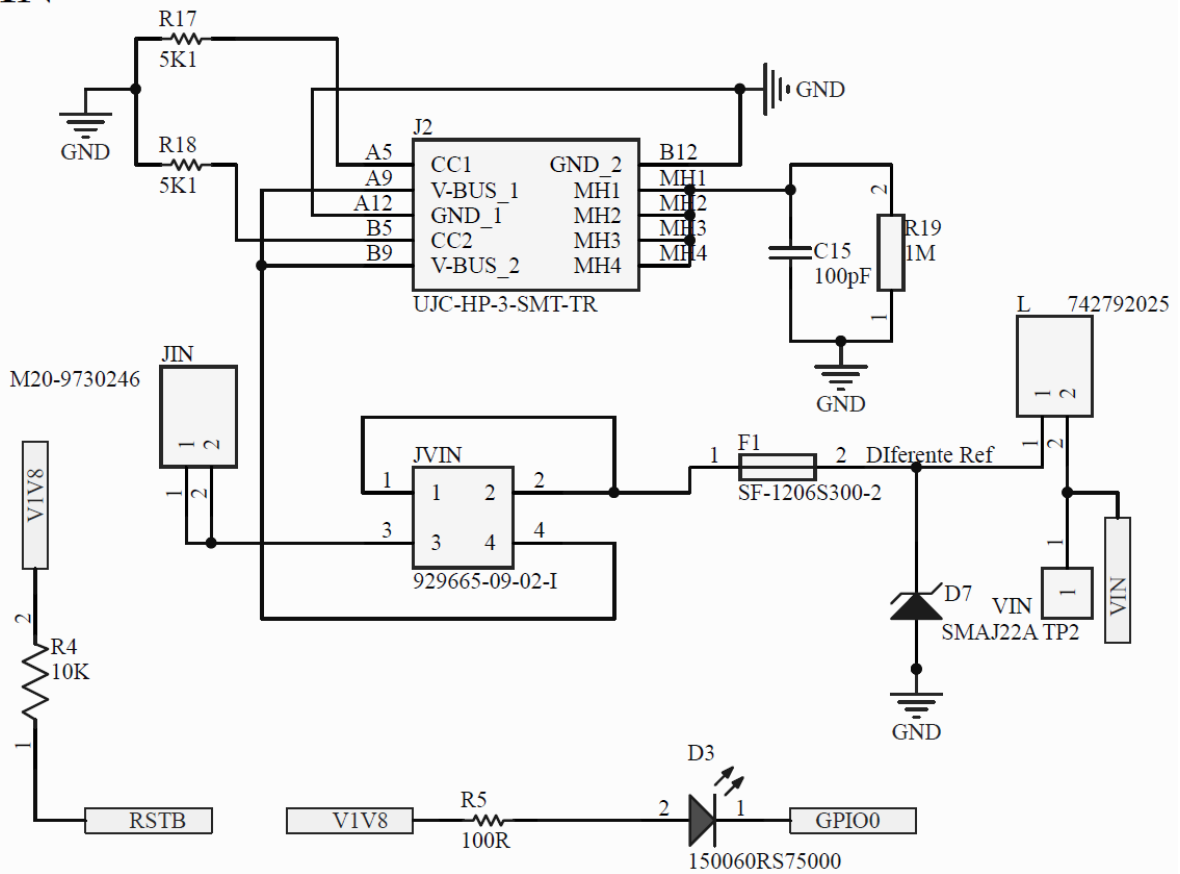 R17
5K1
GND
R18
5K1
GND
J2
A5 CC1 GND_2 B12
A9 V-BUS_1 MH1 MH1
A12 GND_1 MH2 MH2
B5 CC2 MH3 MH3
B9 V-BUS_2 MH4 MH4
UJC-HP-3-SMT-TR
2
C15
100pF
R19
1M
1
GND
L 742792025
1 2
1 2
JIN
M20-9730246
1 2
1 2
JVIN
1 1 2 2
3 3 4 4
929665-09-02-I
1 F1 2 DIferente Ref
SF-1206S300-2
D7
SMAJ22A
GND
1
VIN 1
TP2
VIN
V1V8
2
R4
10K
1
RSTB
V1V8
R5
100R
D3
2 1
150060RS75000
GPIO0